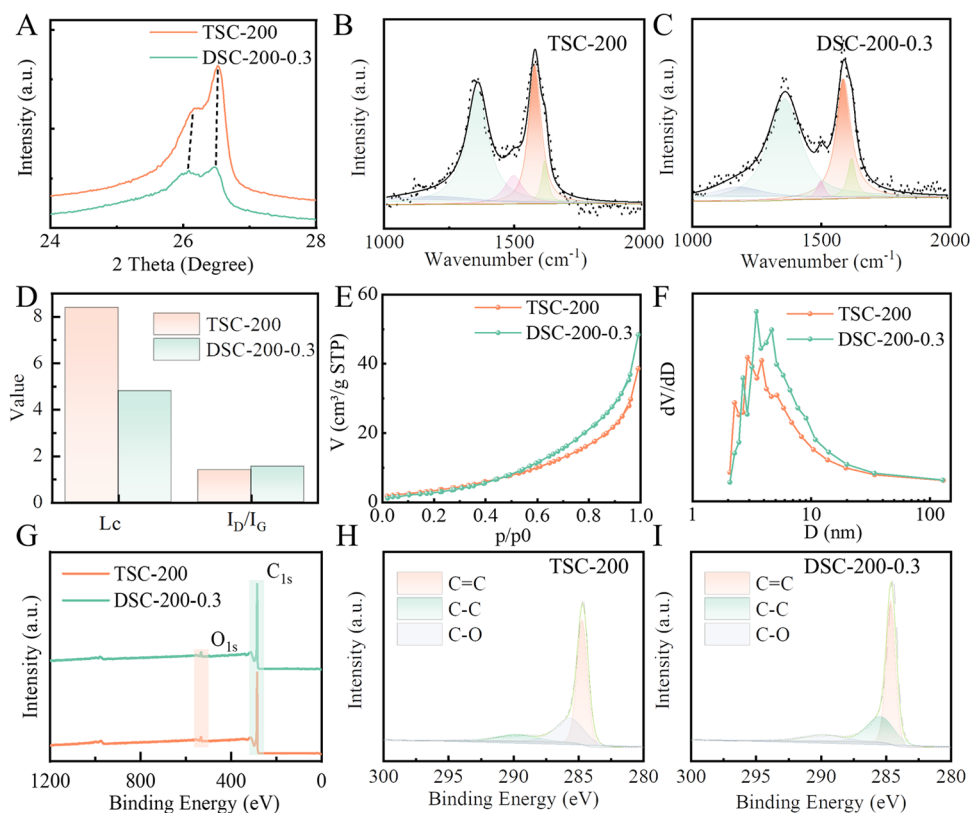 A
TSC-200
DSC-200-0.3
Intensity (a.u.)
24 26 28
2 Theta (Degree)
B
TSC-200
Intensity (a.u.)
1000 1500 2000
Wavenumber (cm⁻¹)
C
DSC-200-0.3
Intensity (a.u.)
1000 1500 2000
Wavenumber (cm⁻¹)
D
TSC-200
DSC-200-0.3
Value
8
6
4
2
0
Lc I_D/I_G
E
TSC-200
DSC-200-0.3
V (cm³/g STP)
60
40
20
0
0.0 0.2 0.4 0.6 0.8 1.0
p/p0
F
TSC-200
DSC-200-0.3
dV/dD
10 100
D (nm)
G
TSC-200
DSC-200-0.3
C₁s
O₁s
Intensity (a.u.)
1200 800 400 0
Binding Energy (eV)
H
TSC-200
C=C
C-C
C-O
Intensity (a.u.)
300 295 290 285 280
Binding Energy (eV)
I
DSC-200-0.3
C=C
C-C
C-O
Intensity (a.u.)
300 295 290 285 280
Binding Energy (eV)